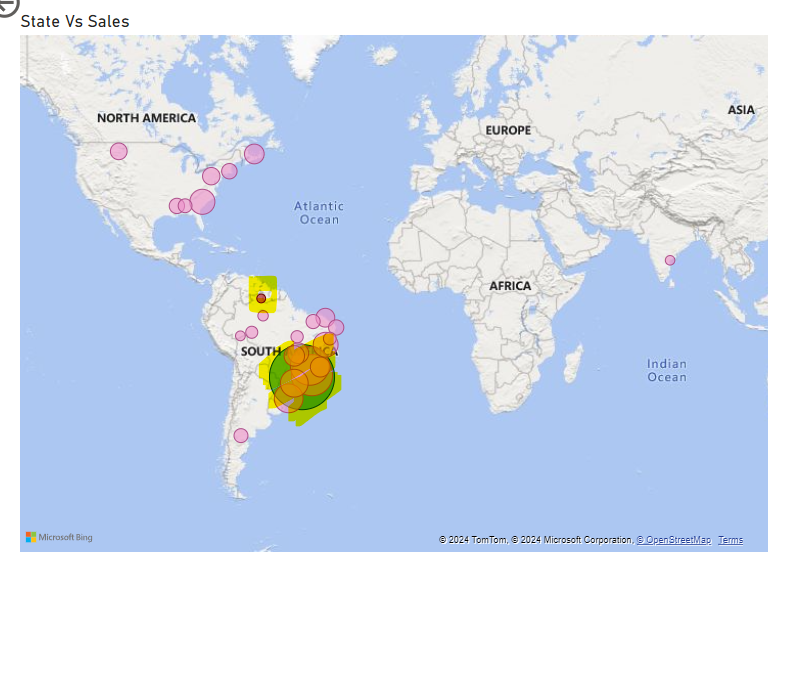 State Vs Sales
NORTH AMERICA
ASIA
EUROPE
Atlantic
Ocean
AFRICA
SOUTH AMERICA
Indian
Ocean
Microsoft Bing
© 2024 TomTom, © 2024 Microsoft Corporation, © OpenStreetMap Terms